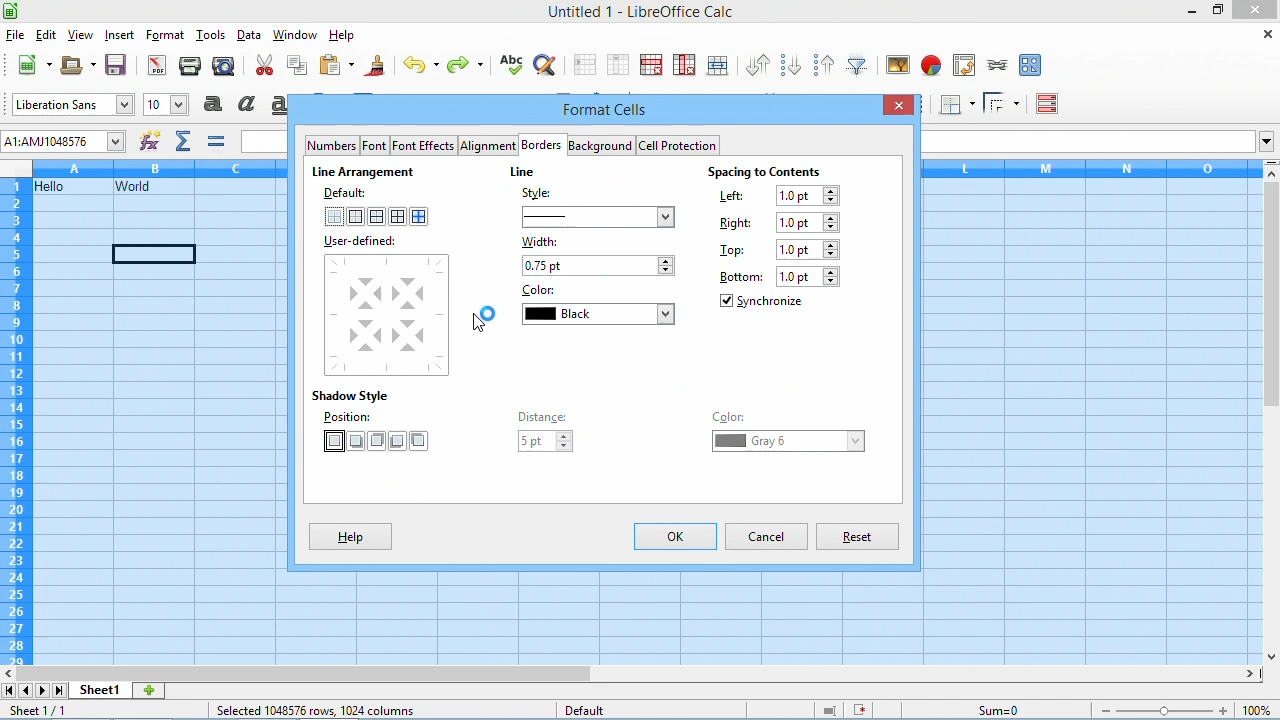 Untitled 1 - LibreOffice Calc
File Edit View Insert Format Tools Data Window Help
Abc
Liberation Sans 10 a a a
A1:AMJ1048576
Format Cells
Numbers Font Font Effects Alignment Borders Background Cell Protection
Line Arrangement Line Spacing to Contents
Default: Style: Left: 1.0 pt
User-defined: Width: Right: 1.0 pt
0.75 pt Top: 1.0 pt
Color: Bottom: 1.0 pt
Black Synchronize
Shadow Style
Position: Distance: Color:
5 pt Gray 6
Help OK Cancel Reset
A B C L M N O
1 Hello World
2
3
4
5
6
7
8
9
10
11
12
13
14
15
16
17
18
19
20
21
22
23
24
25
26
27
28
29
Sheet1
Sheet 1 / 1 Selected 1048576 rows, 1024 columns Default Sum=0 100%